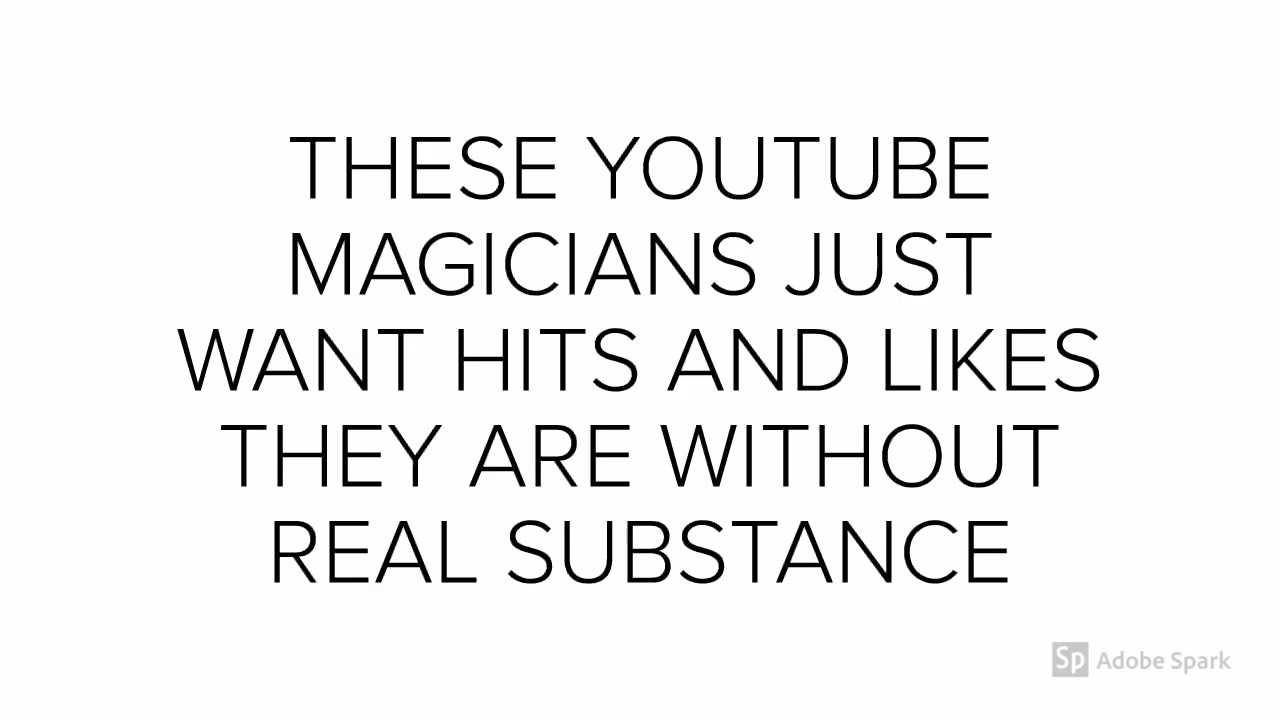 THESE YOUTUBE
MAGICIANS JUST
WANT HITS AND LIKES
THEY ARE WITHOUT
REAL SUBSTANCE
Sp Adobe Spark